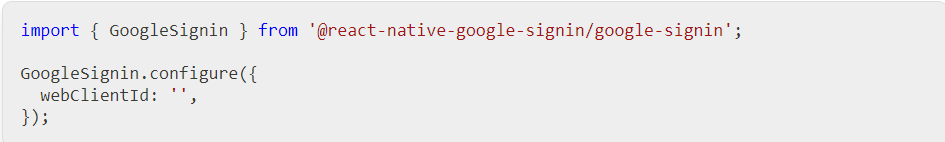 import { GoogleSignin } from '@react-native-google-signin/google-signin';
GoogleSignin.configure({
  webClientId: '',
});